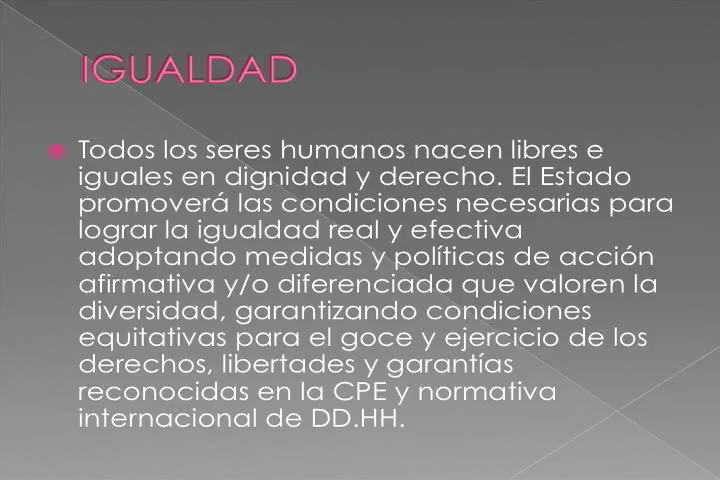 IGUALDAD
Todos los seres humanos nacen libres e
iguales en dignidad y derecho. El Estado
promoverá las condiciones necesarias para
lograr la igualdad real y efectiva
adoptando medidas y políticas de acción
afirmativa y/o diferenciada que valoren la
diversidad, garantizando condiciones
equitativas para el goce y ejercicio de los
derechos, libertades y garantías
reconocidas en la CPE y normativa
internacional de DD.HH.